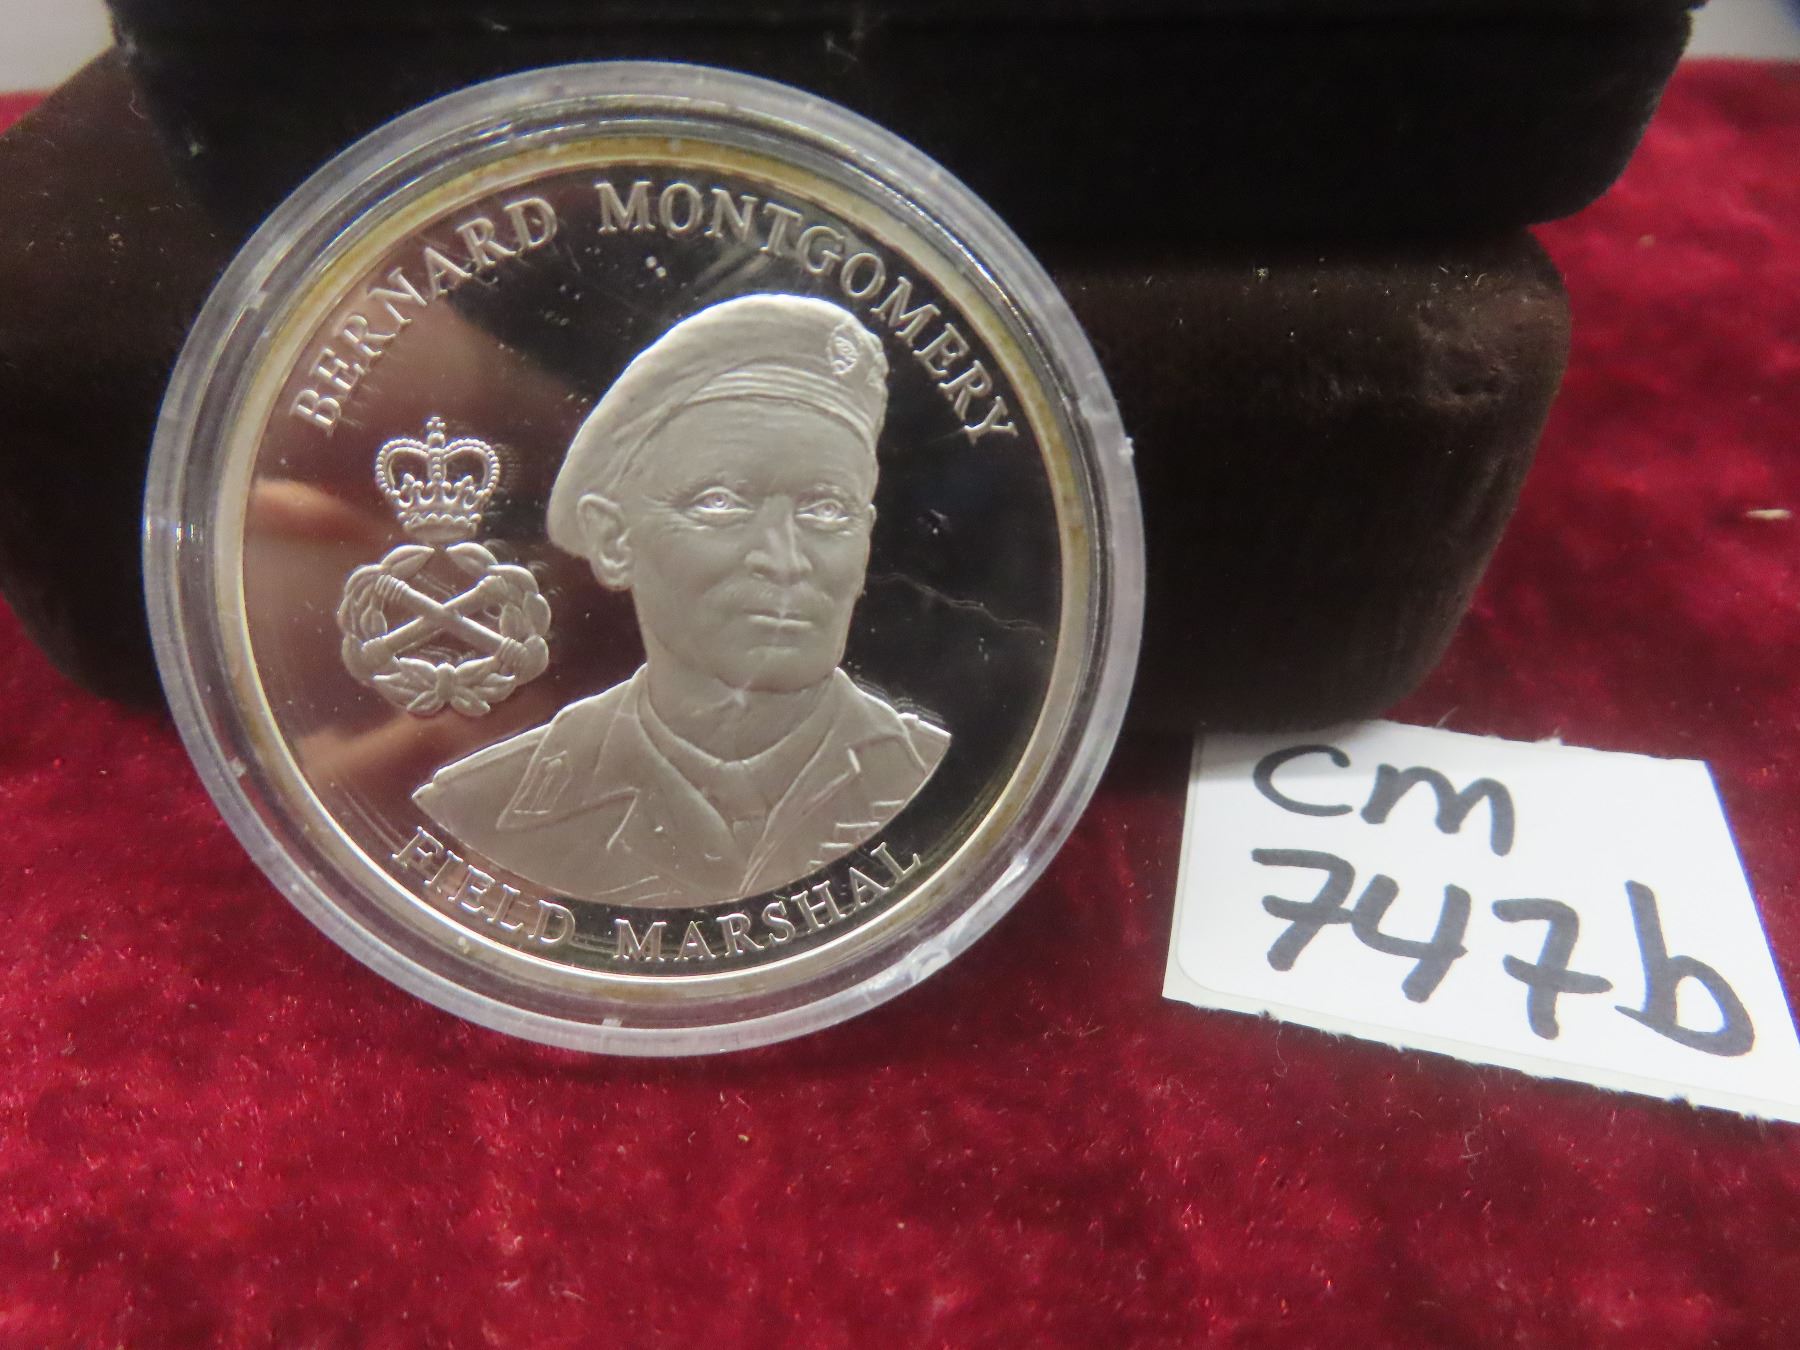 BERNARD MONTGOMERY
FIELD MARSHAL
cm
747b